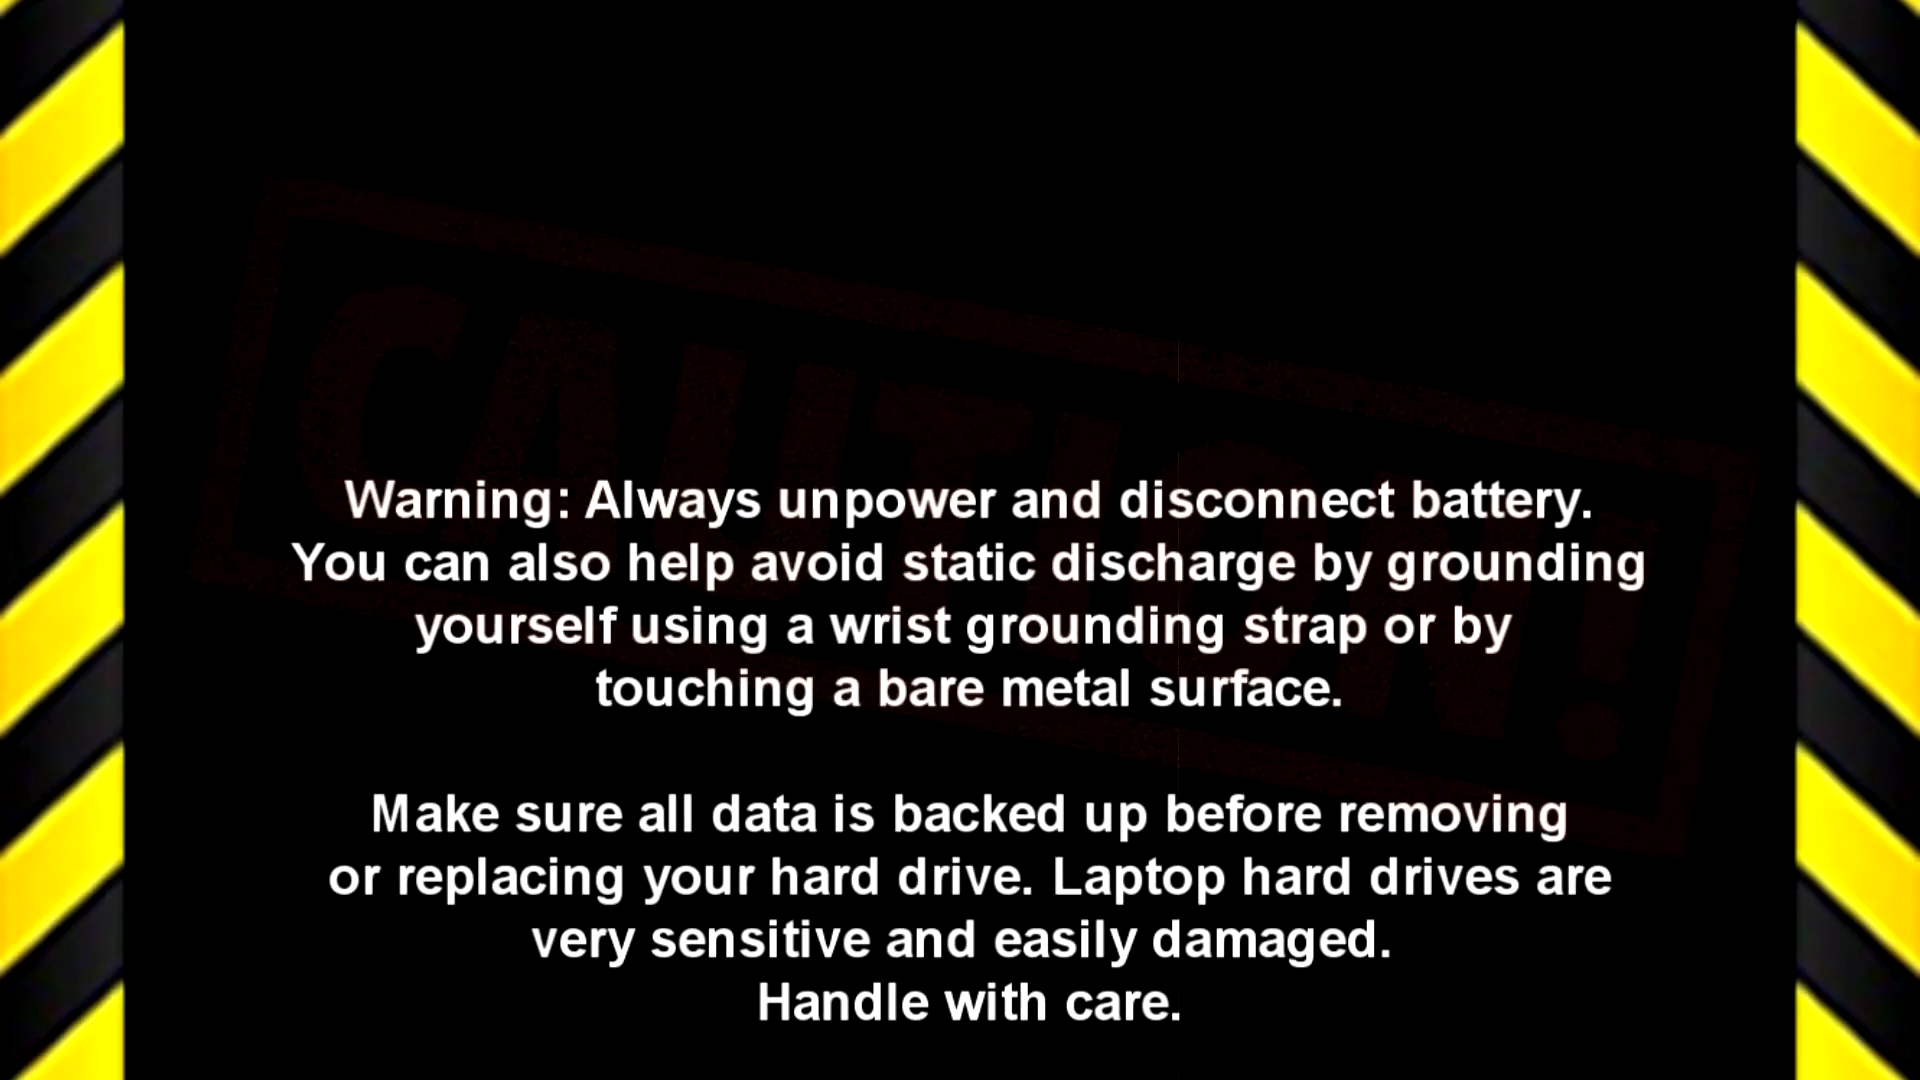 CAUTION!
Warning: Always unpower and disconnect battery.
You can also help avoid static discharge by grounding
yourself using a wrist grounding strap or by
touching a bare metal surface.
Make sure all data is backed up before removing
or replacing your hard drive. Laptop hard drives are
very sensitive and easily damaged.
Handle with care.